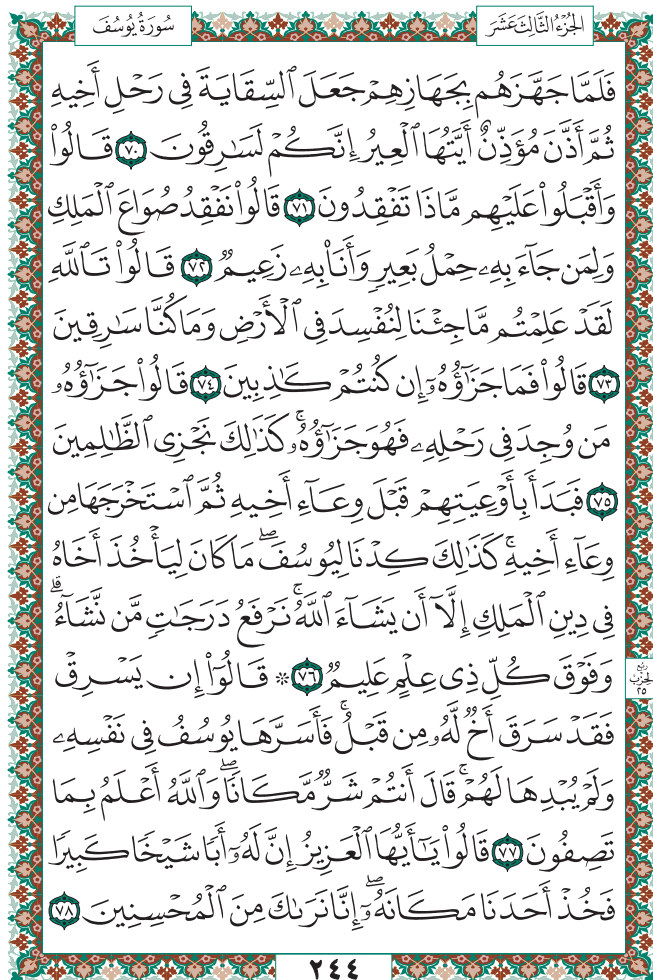 الجُزْءُ الثَّالِثَ عَشَرَ
سُورَةُ يُوسُفَ
فَلَمَّا جَهَّزَهُم بِجَهَازِهِمْ جَعَلَ ٱلسِّقَايَةَ فِى رَحْلِ أَخِيهِ
ثُمَّ أَذَّنَ مُؤَذِّنٌ أَيَّتُهَا ٱلْعِيرُ إِنَّكُمْ لَسَـٰرِقُونَ ٧٠ قَالُوا۟
وَأَقْبَلُوا۟ عَلَيْهِم مَّاذَا تَفْقِدُونَ ٧١ قَالُوا۟ نَفْقِدُ صُوَاعَ ٱلْمَلِكِ
وَلِمَن جَآءَ بِهِۦ حِمْلُ بَعِيرٍ وَأَنَا۠ بِهِۦ زَعِيمٌ ٧٢ قَالُوا۟ تَٱللَّهِ
لَقَدْ عَلِمْتُم مَّا جِئْنَا لِنُفْسِدَ فِى ٱلْأَرْضِ وَمَا كُنَّا سَـٰرِقِينَ
٧٣ قَالُوا۟ فَمَا جَزَٰٓؤُهُۥٓ إِن كُنتُمْ كَـٰذِبِينَ ٧٤ قَالُوا۟ جَزَٰٓؤُهُۥ
مَن وُجِدَ فِى رَحْلِهِۦ فَهُوَ جَزَٰٓؤُهُۥ ۚ كَذَٰلِكَ نَجْزِى ٱلظَّـٰلِمِينَ
٧٥ فَبَدَأَ بِأَوْعِيَتِهِمْ قَبْلَ وِعَآءِ أَخِيهِ ثُمَّ ٱسْتَخْرَجَهَا مِن
وِعَآءِ أَخِيهِ ۚ كَذَٰلِكَ كِدْنَا لِيُوسُفَ ۖ مَا كَانَ لِيَأْخُذَ أَخَاهُ
فِى دِينِ ٱلْمَلِكِ إِلَّآ أَن يَشَآءَ ٱللَّهُ ۚ نَرْفَعُ دَرَجَـٰتٍ مَّن نَّشَآءُ ۗ
وَفَوْقَ كُلِّ ذِى عِلْمٍ عَلِيمٌ ٧٦ ۞ قَالُوٓا۟ إِن يَسْرِقْ
رُبْع الحِزْب ٢٥
فَقَدْ سَرَقَ أَخٌ لَّهُۥ مِن قَبْلُ ۚ فَأَسَرَّهَا يُوسُفُ فِى نَفْسِهِۦ
وَلَمْ يُبْدِهَا لَهُمْ ۚ قَالَ أَنتُمْ شَرٌّ مَّكَانًا ۖ وَٱللَّهُ أَعْلَمُ بِمَا
تَصِفُونَ ٧٧ قَالُوا۟ يَـٰٓأَيُّهَا ٱلْعَزِيزُ إِنَّ لَهُۥٓ أَبًا شَيْخًا كَبِيرًا
فَخُذْ أَحَدَنَا مَكَانَهُۥٓ ۖ إِنَّا نَرَىٰكَ مِنَ ٱلْمُحْسِنِينَ ٧٨
٢٤٤